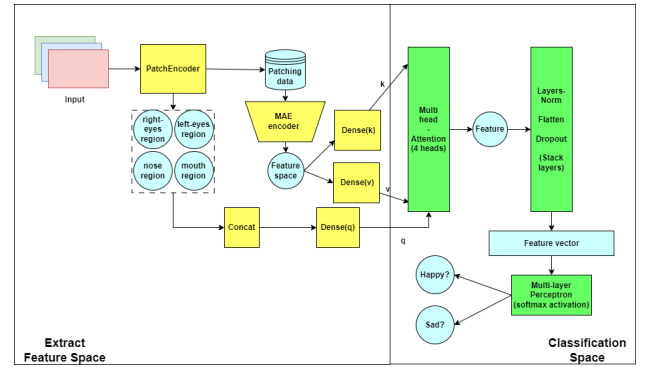 Input
PatchEncoder
Patching
data
right-
eyes
region
left-eyes
region
nose
region
mouth
region
MAE
encoder
Feature
space
Dense(k)
Dense(v)
Concat
Dense(q)
k
v
q
Multi
head
-
Attention
(4 heads)
Feature
Layers-
Norm
Flatten
Dropout
(Stack
layers)
Feature vector
Multi-layer
Perceptron
(softmax activation)
Happy?
Sad?
Extract
Feature Space
Classification
Space